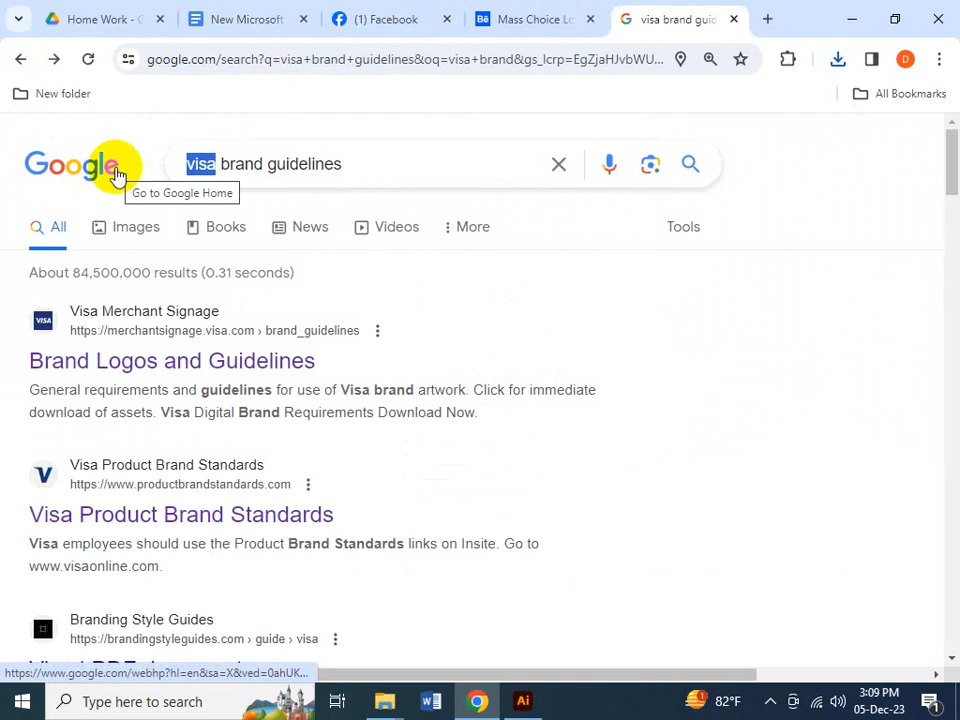 Home Work - G
New Microsoft
(1) Facebook
Mass Choice Lo
visa brand guid
google.com/search?q=visa+brand+guidelines&oq=visa+brand&gs_lcrp=EgZjaHJvbWU...
D
New folder
All Bookmarks
Google
visa brand guidelines
Go to Google Home
All
Images
Books
News
Videos
More
Tools
About 84,500,000 results (0.31 seconds)
VISA
Visa Merchant Signage
https://merchantsignage.visa.com › brand_guidelines
Brand Logos and Guidelines
General requirements and guidelines for use of Visa brand artwork. Click for immediate
download of assets. Visa Digital Brand Requirements Download Now.
V
Visa Product Brand Standards
https://www.productbrandstandards.com
Visa Product Brand Standards
Visa employees should use the Product Brand Standards links on Insite. Go to
www.visaonline.com.
Branding Style Guides
https://brandingstyleguides.com › guide › visa
https://www.google.com/webhp?hl=en&sa=X&ved=0ahUK...
Type here to search
W
Ai
1
82°F
3:09 PM
05-Dec-23
1